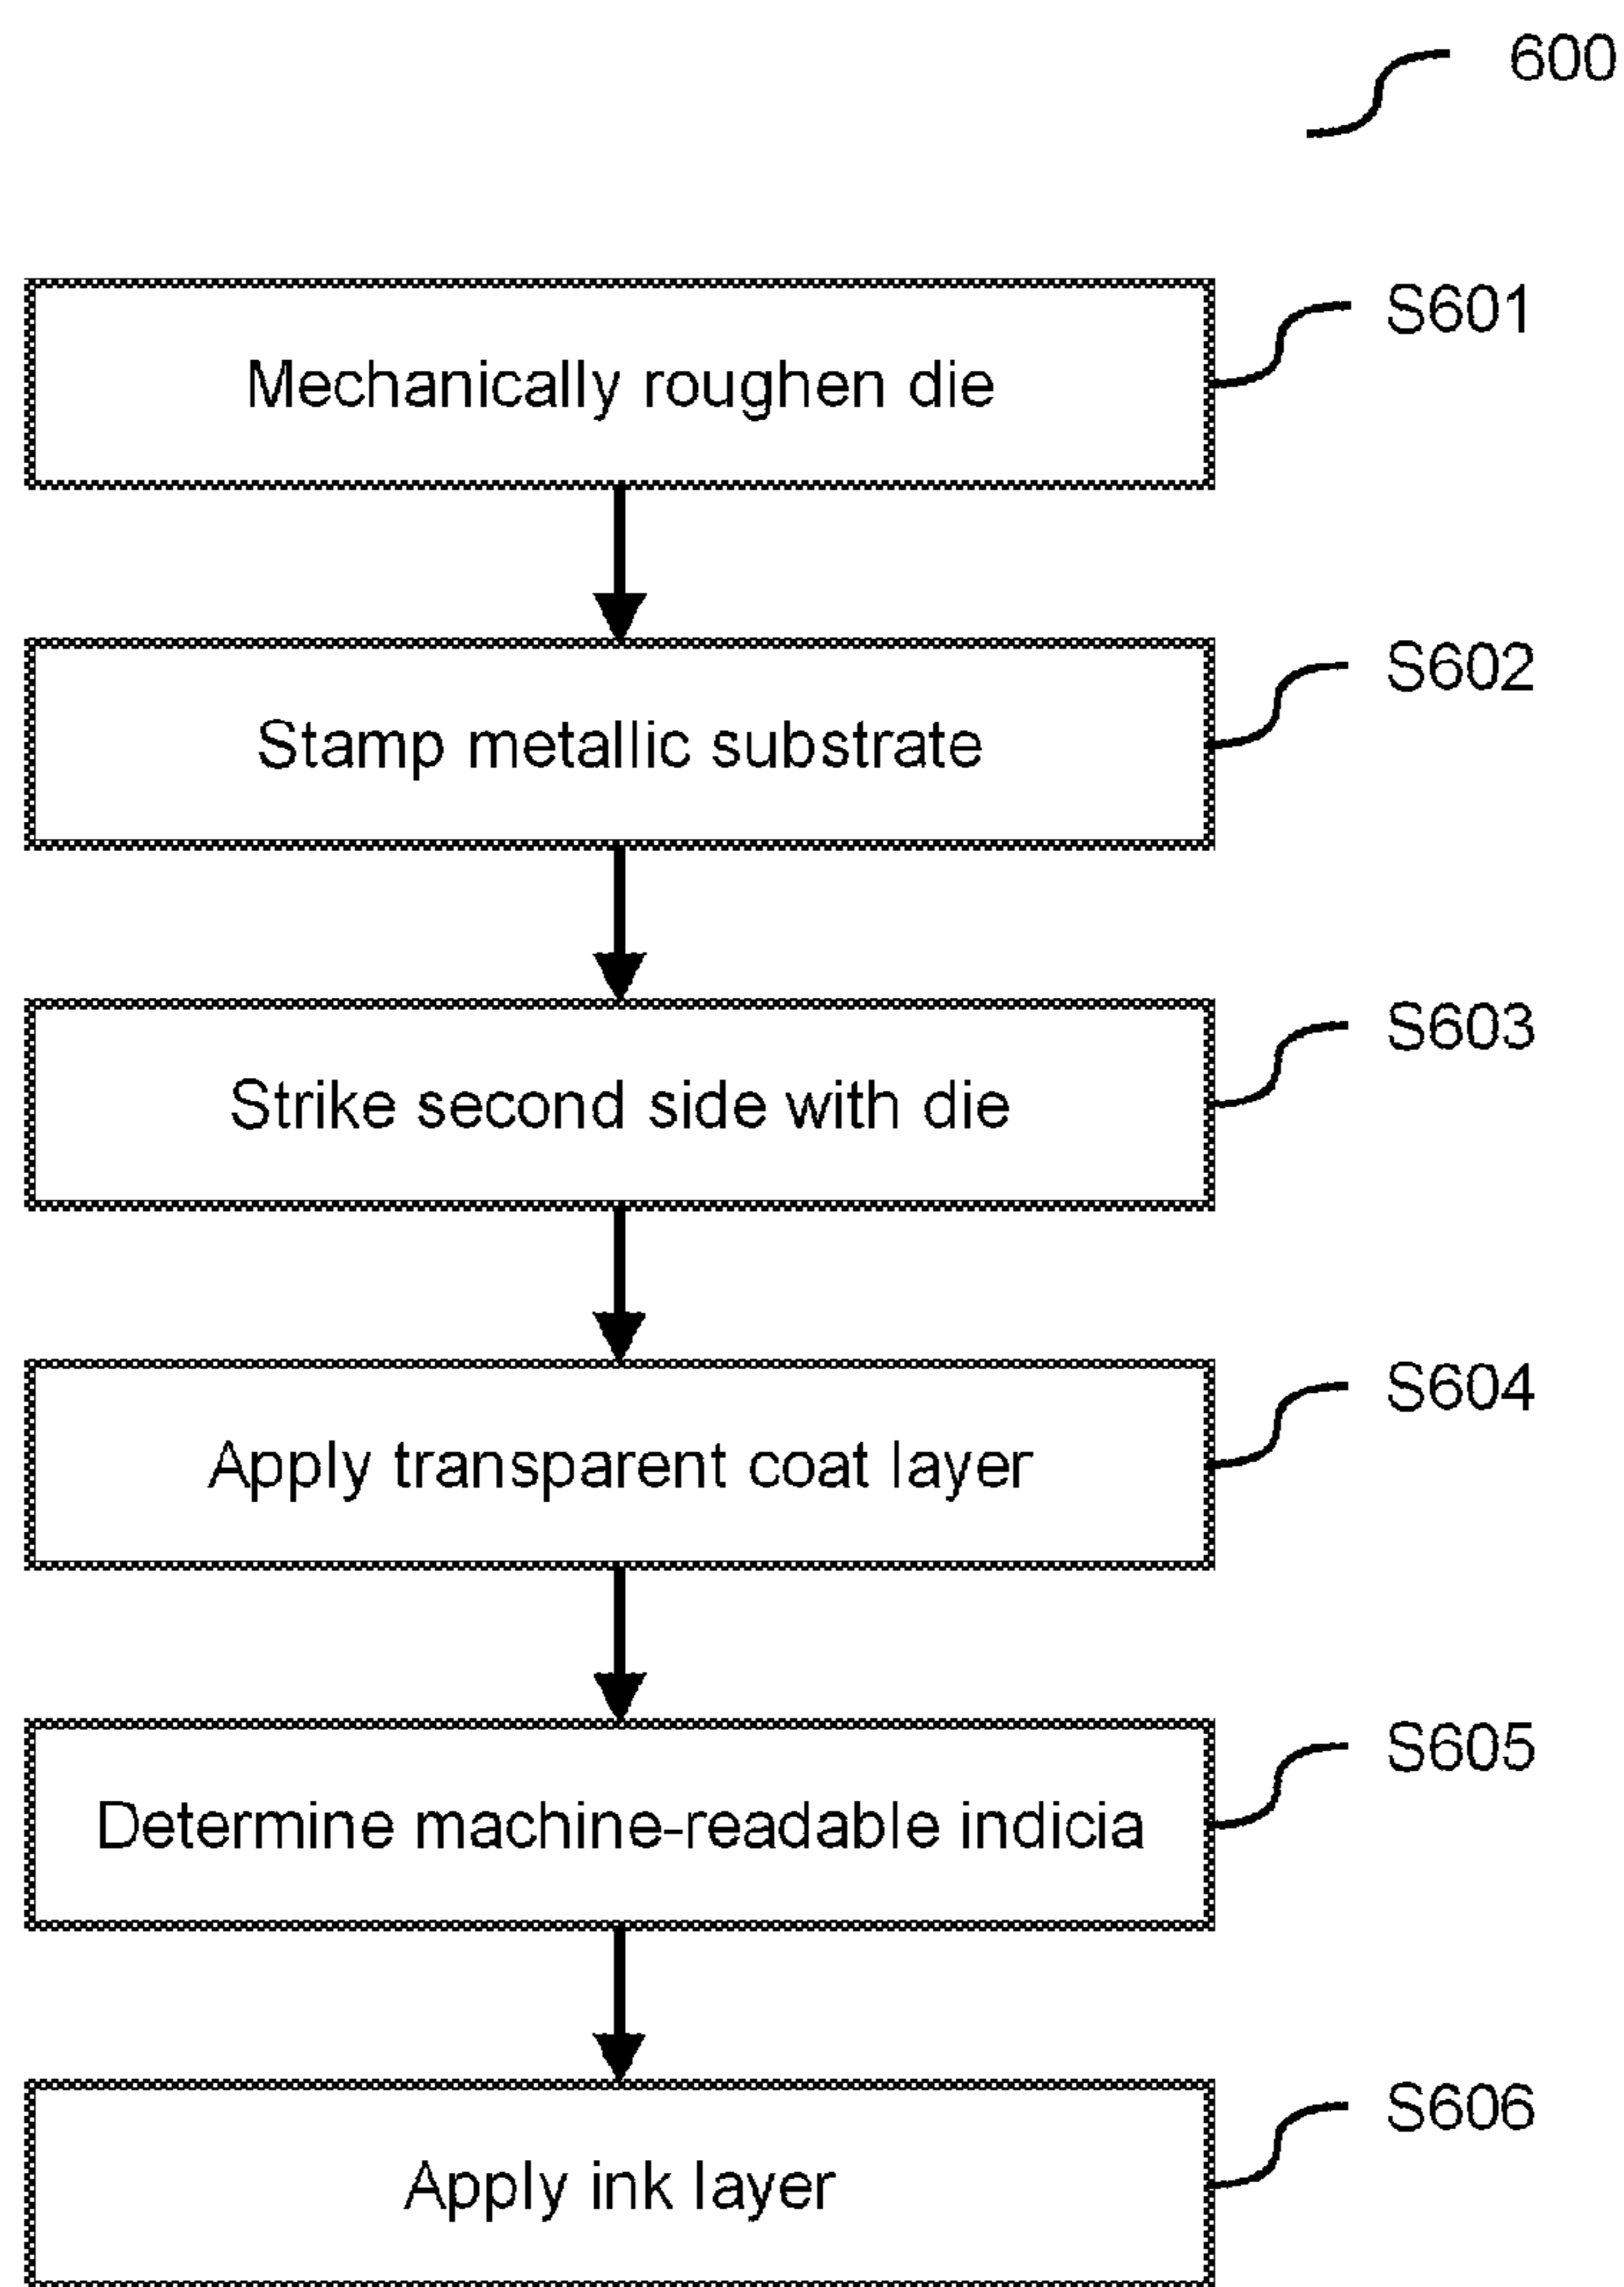 600
S601
Mechanically roughen die
S602
Stamp metallic substrate
S603
Strike second side with die
S604
Apply transparent coat layer
S605
Determine machine-readable indicia
S606
Apply ink layer